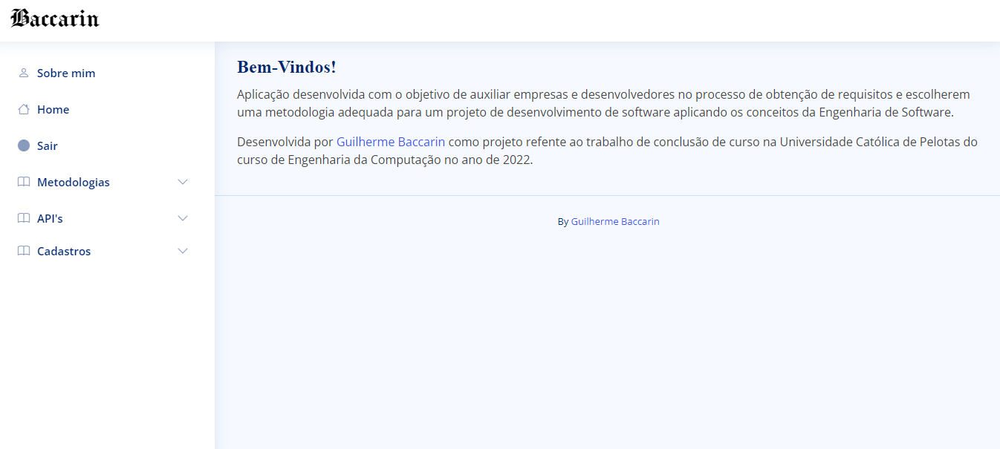 Baccarin
Sobre mim
Home
Sair
Metodologias
API's
Cadastros
Bem-Vindos!
Aplicação desenvolvida com o objetivo de auxiliar empresas e desenvolvedores no processo de obtenção de requisitos e escolherem
uma metodologia adequada para um projeto de desenvolvimento de software aplicando os conceitos da Engenharia de Software.
Desenvolvida por Guilherme Baccarin como projeto refente ao trabalho de conclusão de curso na Universidade Católica de Pelotas do
curso de Engenharia da Computação no ano de 2022.
By Guilherme Baccarin